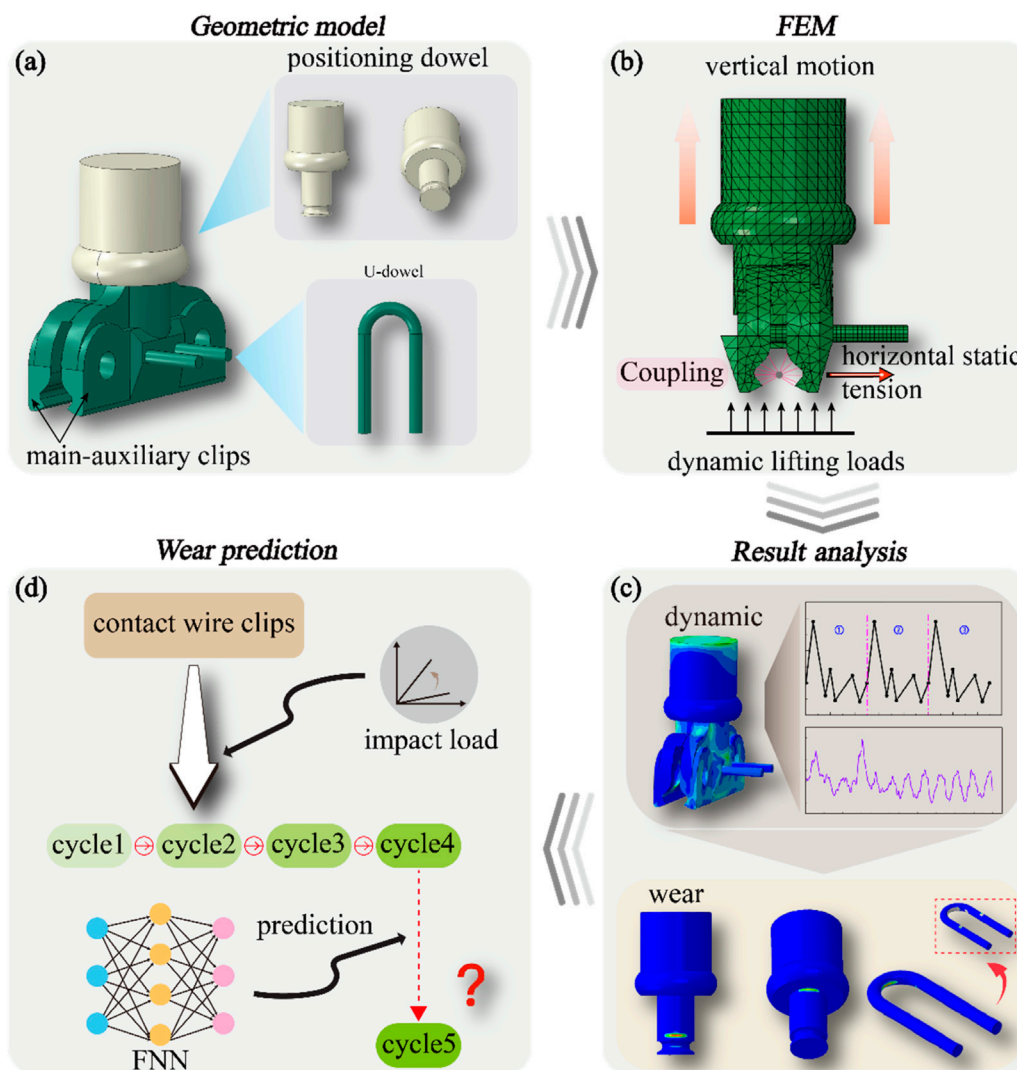 Geometric model
(a)
positioning dowel
U-dowel
main-auxiliary clips
FEM
(b)
vertical motion
Coupling
horizontal static
tension
dynamic lifting loads
Wear prediction
(d)
contact wire clips
impact load
cycle1
cycle2
cycle3
cycle4
prediction
?
FNN
cycle5
Result analysis
(c)
dynamic
①
②
③
wear